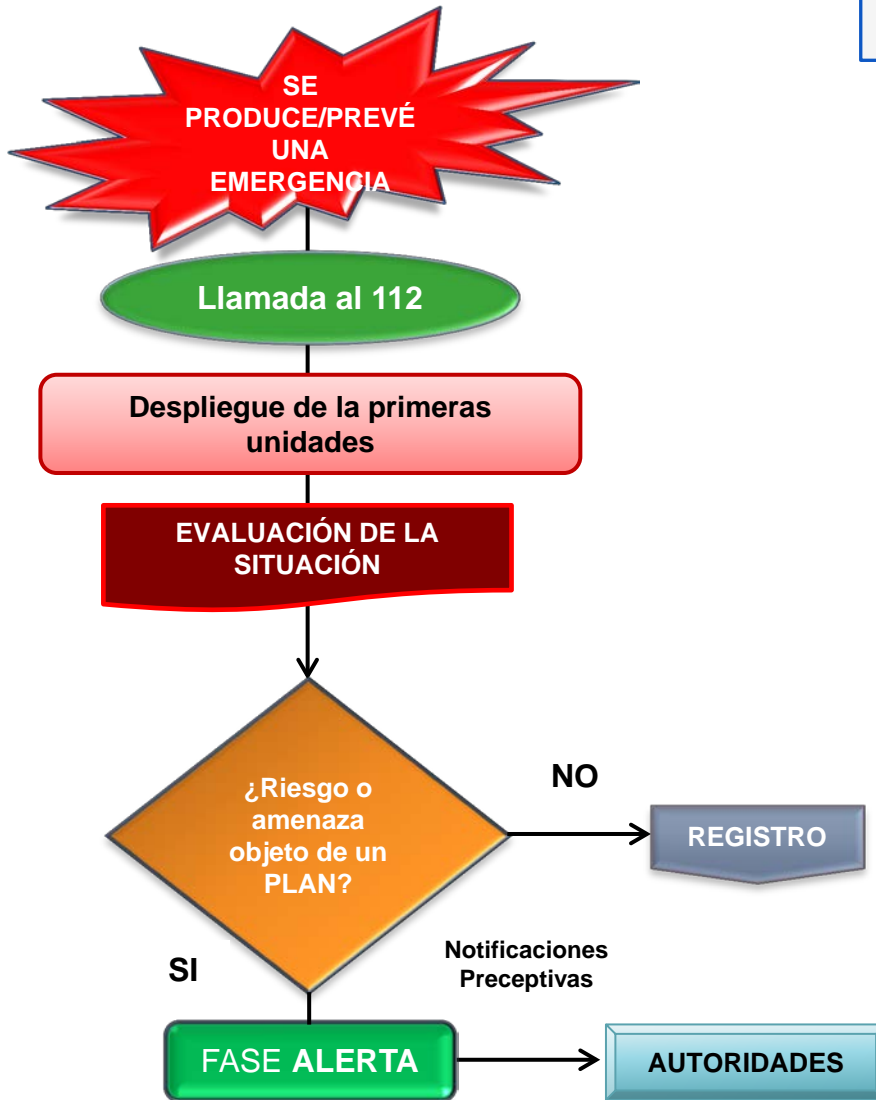 SE
PRODUCE/PREVÉ
UNA
EMERGENCIA
Llamada al 112
Despliegue de la primeras
unidades
EVALUACIÓN DE LA
SITUACIÓN
¿Riesgo o
amenaza
objeto de un
PLAN?
NO
REGISTRO
SI
Notificaciones
Preceptivas
FASE ALERTA
AUTORIDADES